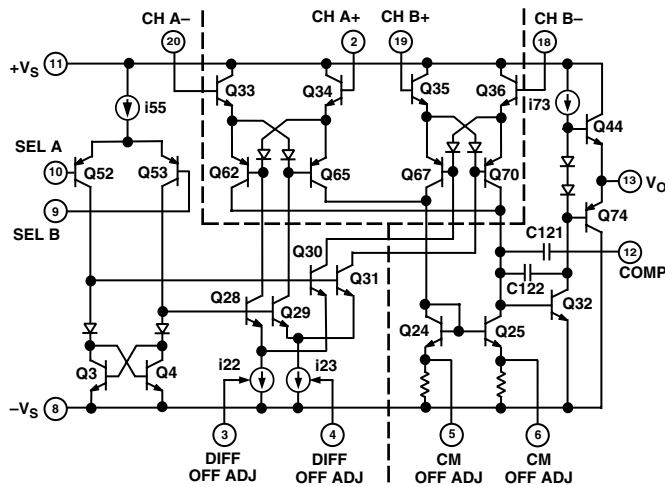 CH A– CH A+ CH B+ CH B–
20 2 19 18
11 +VS
Q33 Q34 Q35 Q36
i55 i73
Q44
SEL A
10 Q52 Q53 Q62 Q65 Q67 Q70
13 VO
9 Q74
SEL B
C121
12
COMP
Q30
C122
Q31
Q28 Q29 Q32
Q24 Q25
Q3 Q4 i22 i23
–VS 8
3 4 5 6
DIFF
OFF ADJ
DIFF
OFF ADJ
CM
OFF ADJ
CM
OFF ADJ